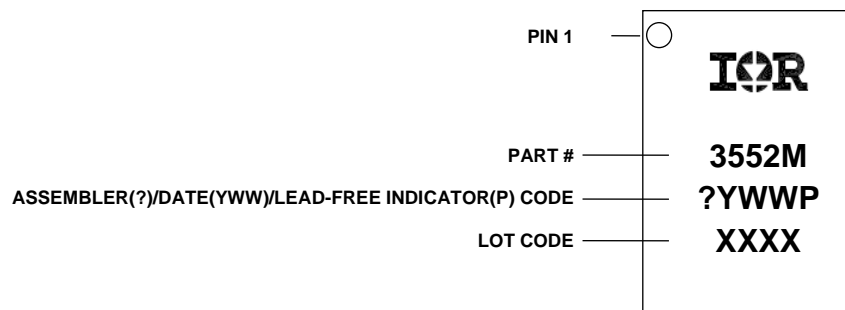 PIN 1
IOR
PART # 3552M
ASSEMBLER(?)/DATE(YWW)/LEAD-FREE INDICATOR(P) CODE ?YWWP
LOT CODE XXXX